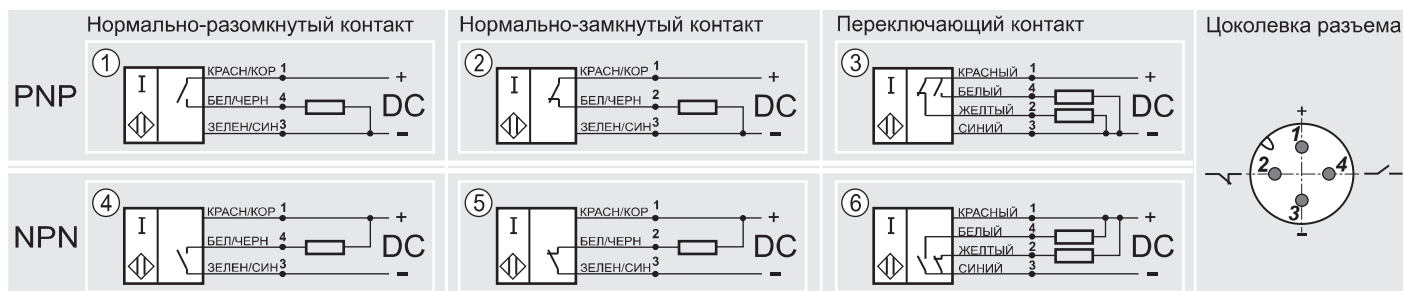 Нормально-разомкнутый контакт
Нормально-замкнутый контакт
Переключающий контакт
Цоколевка разъема
PNP
1
I
КРАСН/КОР 1
БЕЛ/ЧЕРН 4
ЗЕЛЕН/СИН 3
+
DC
-
2
I
КРАСН/КОР 1
БЕЛ/ЧЕРН 2
ЗЕЛЕН/СИН 3
+
DC
-
3
I
КРАСНЫЙ 1
БЕЛЫЙ 4
ЖЕЛТЫЙ 2
СИНИЙ 3
+
DC
-
+
1
2
4
3
-
NPN
4
I
КРАСН/КОР 1
БЕЛ/ЧЕРН 4
ЗЕЛЕН/СИН 3
+
DC
-
5
I
КРАСН/КОР 1
БЕЛ/ЧЕРН 2
ЗЕЛЕН/СИН 3
+
DC
-
6
I
КРАСНЫЙ 1
БЕЛЫЙ 4
ЖЕЛТЫЙ 2
СИНИЙ 3
+
DC
-